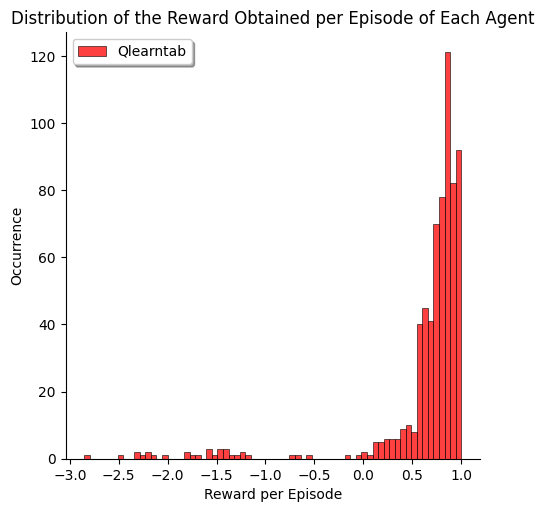 Distribution of the Reward Obtained per Episode of Each Agent
Qlearntab
120
100
80
60
40
20
0
Occurrence
−3.0 −2.5 −2.0 −1.5 −1.0 −0.5 0.0 0.5 1.0
Reward per Episode